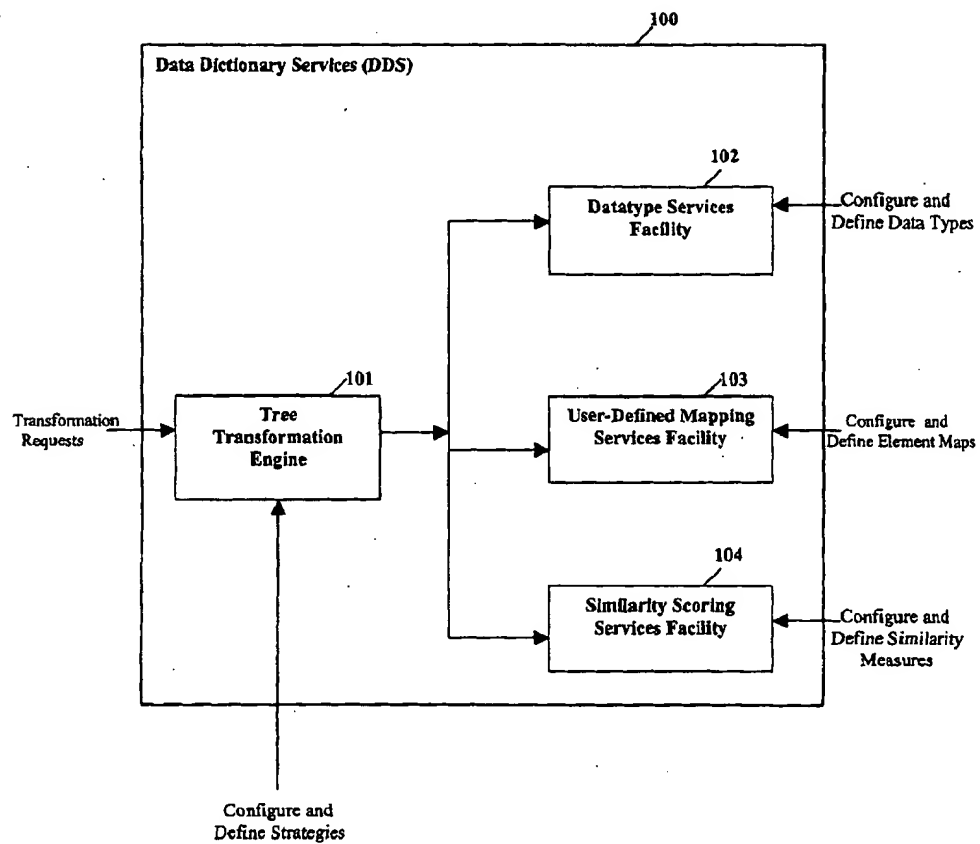 100
Data Dictionary Services (DDS)
102
Datatype Services
Facility
Configure and
Define Data Types
101
Tree
Transformation
Engine
Transformation
Requests
103
User-Defined Mapping
Services Facility
Configure and
Define Element Maps
104
Similarity Scoring
Services Facility
Configure and
Define Similarity
Measures
Configure and
Define Strategies